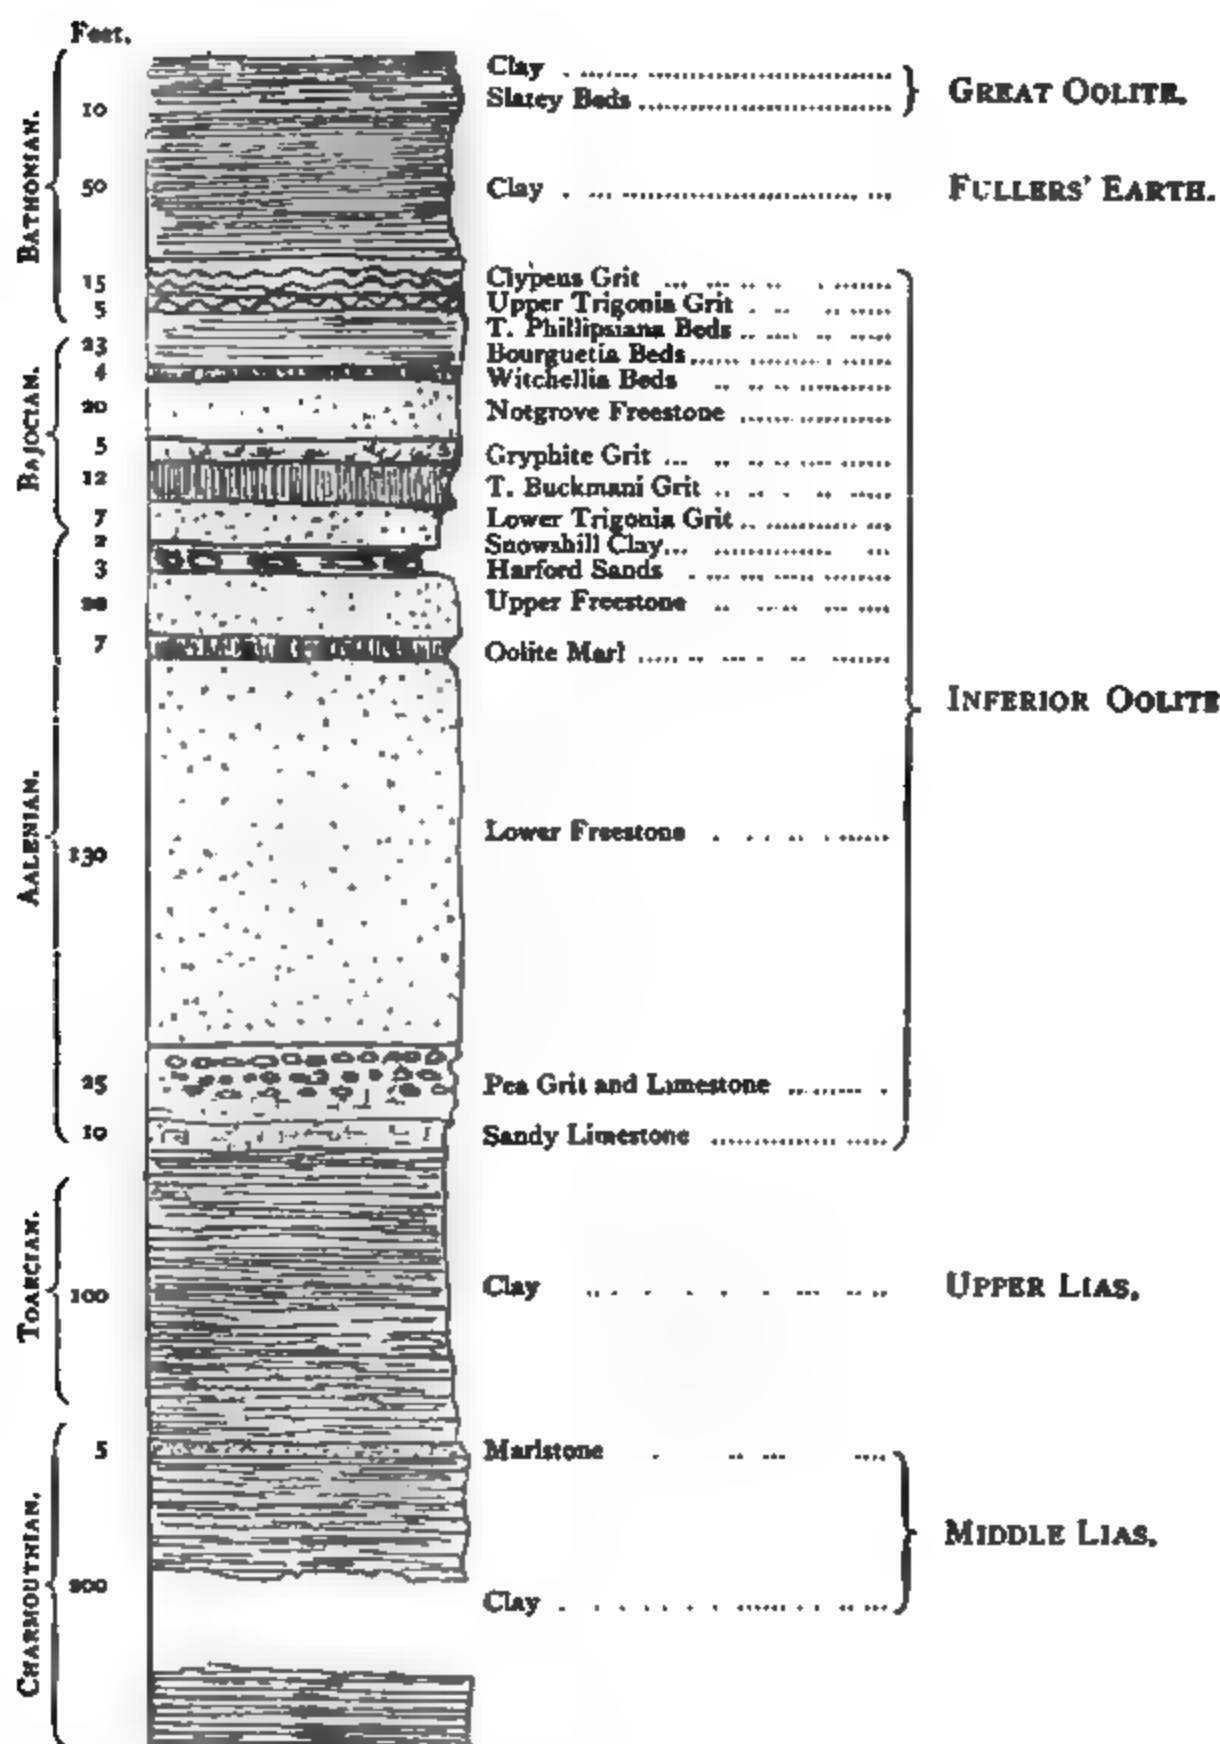 Feet.
BATHONIAN.
BAJOCIAN.
AALENIAN.
TOARCIAN.
CHARMOUTHIAN.
10
50
15
5
23
4
20
5
12
7
2
3
7
130
25
10
100
5
Clay
Slatey Beds
GREAT OOLITE.
Clay
FULLERS' EARTH.
Clypeus Grit
Upper Trigonia Grit
T. Phillipsiana Beds
Bourguetia Beds
Witchellia Beds
Notgrove Freestone
Gryphite Grit
T. Buckmani Grit
Lower Trigonia Grit
Snowshill Clay
Harford Sands
Upper Freestone
Oolite Marl
INFERIOR OOLITE
Lower Freestone
Pea Grit and Limestone
Sandy Limestone
Clay
UPPER LIAS.
Marlstone
MIDDLE LIAS.
Clay